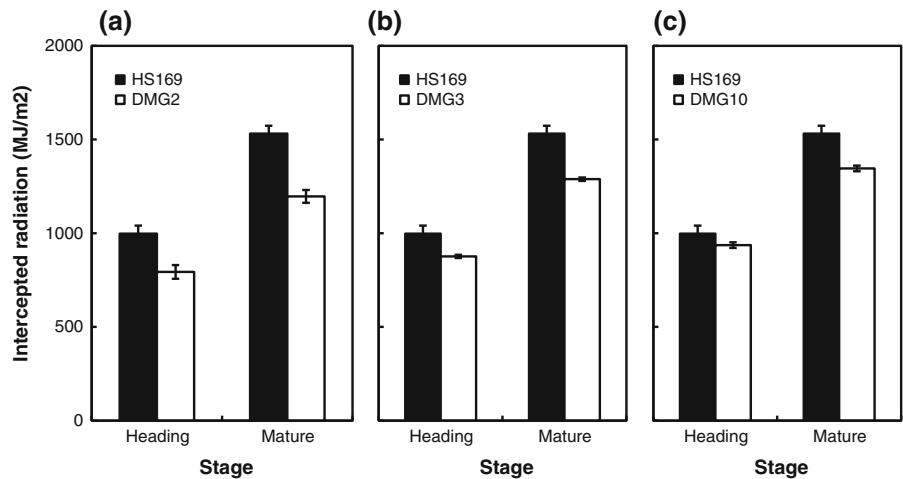 (a)
(b)
(c)
Intercepted radiation (MJ/m2)
2000
1500
1000
500
0
HS169
DMG2
HS169
DMG3
HS169
DMG10
Heading Mature
Heading Mature
Heading Mature
Stage
Stage
Stage